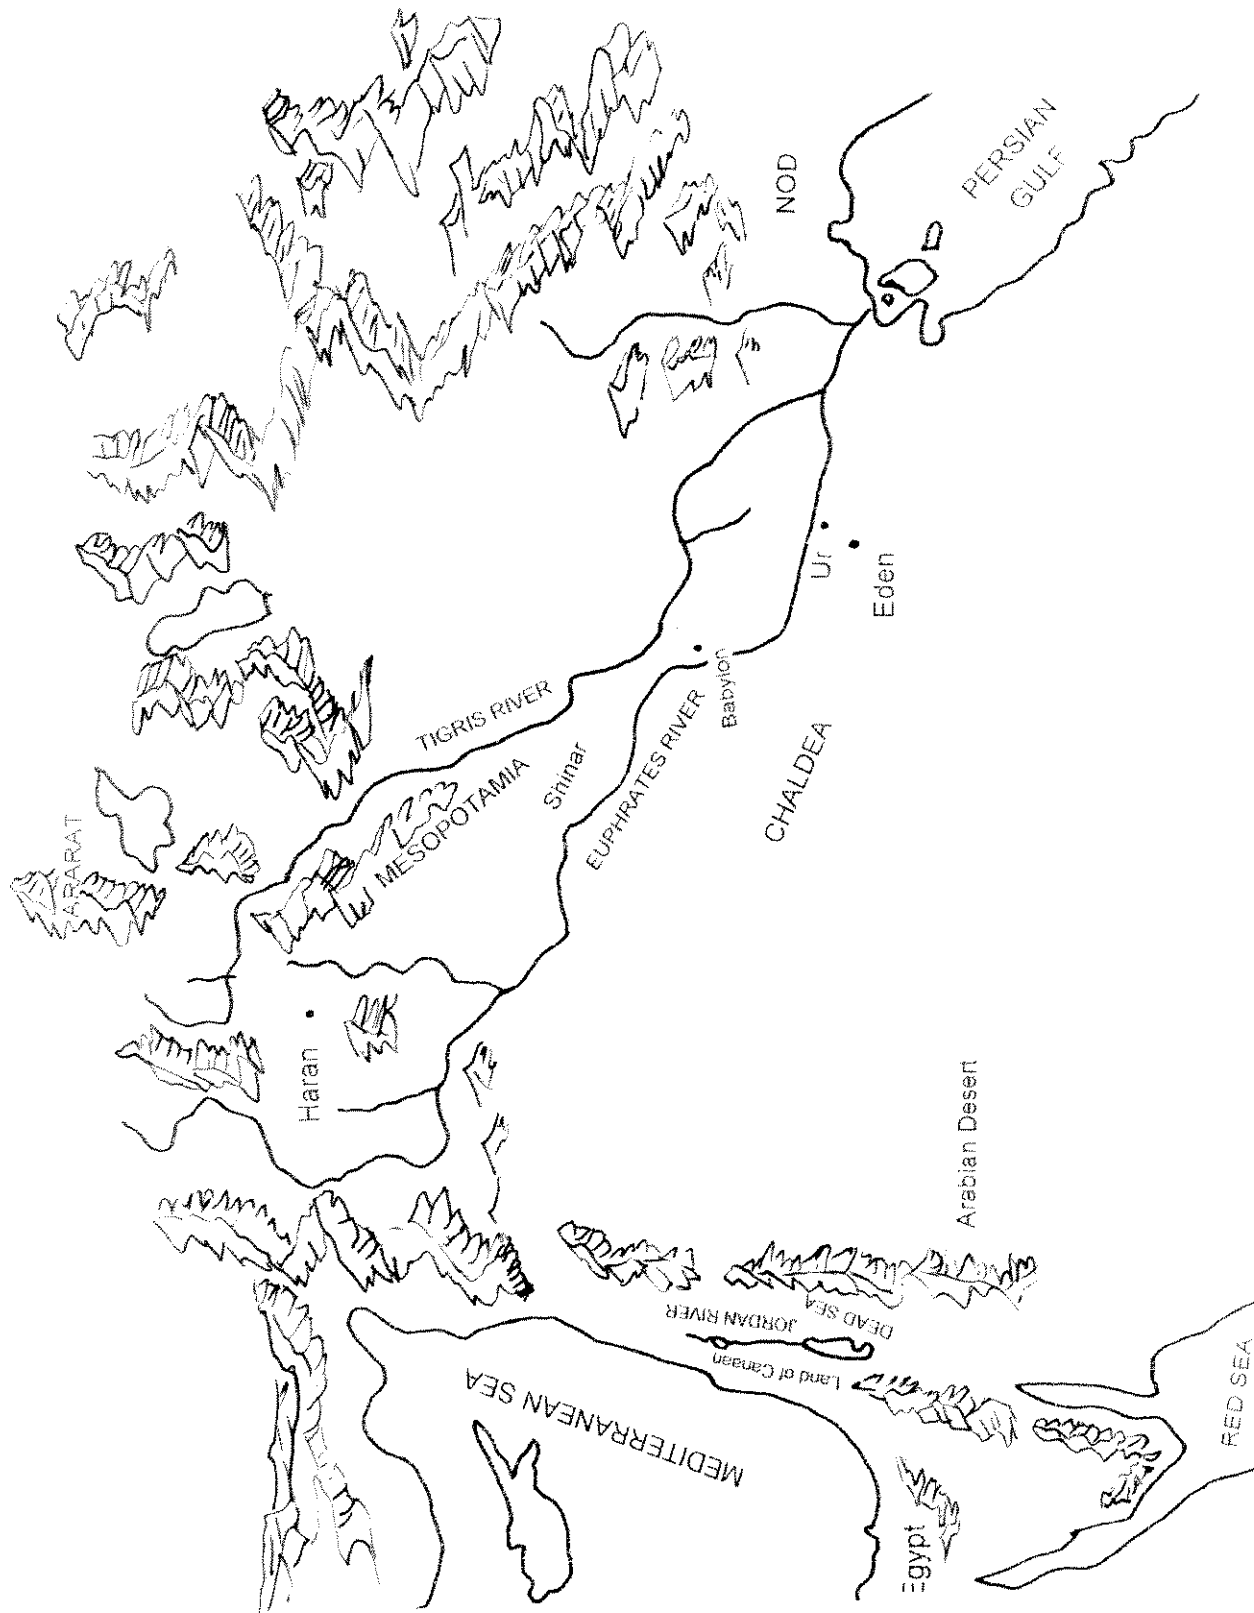 ARARAT
Haran
MESOPOTAMIA
TIGRIS RIVER
Shinar
EUPHRATES RIVER
Babylon
CHALDEA
Ur
Eden
NOD
PERSIAN
GULF
MEDITERRANEAN SEA
JORDAN RIVER
DEAD SEA
Land of Canaan
Arabian Desert
Egypt
RED SEA